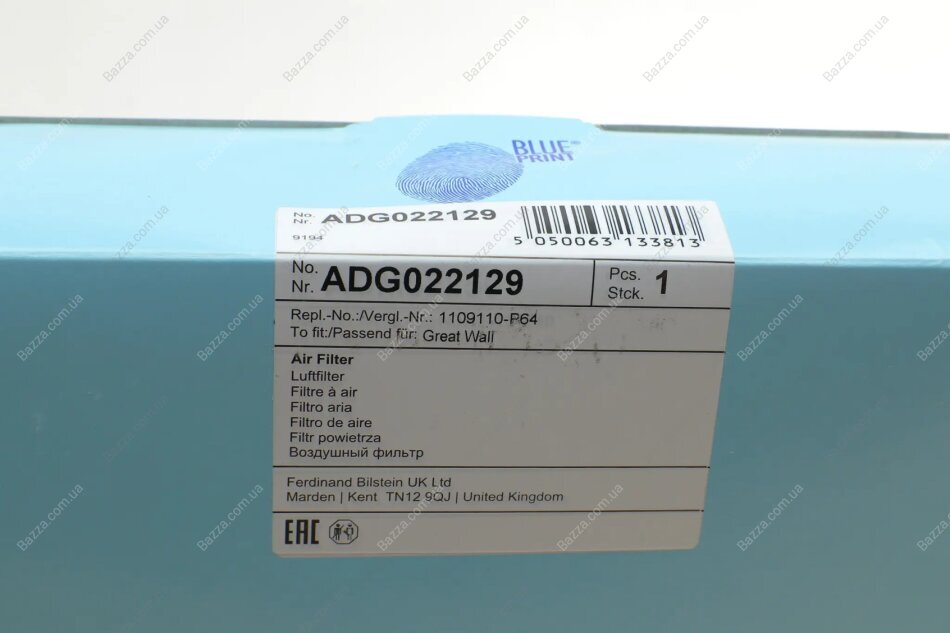 BLUE®
PRINT
No.
Nr. ADG022129
9194
5 050063 133813
No.
Nr. ADG022129
Pcs.
Stck. 1
Repl.-No.:/Vergl.-Nr.: 1109110-P64
To fit:/Passend für: Great Wall
Air Filter
Luftfilter
Filtre à air
Filtro aria
Filtro de aire
Filtr powietrza
Воздушный фильтр
Ferdinand Bilstein UK Ltd
Marden | Kent TN12 9QJ | United Kingdom
EAC
Bazza.com.ua